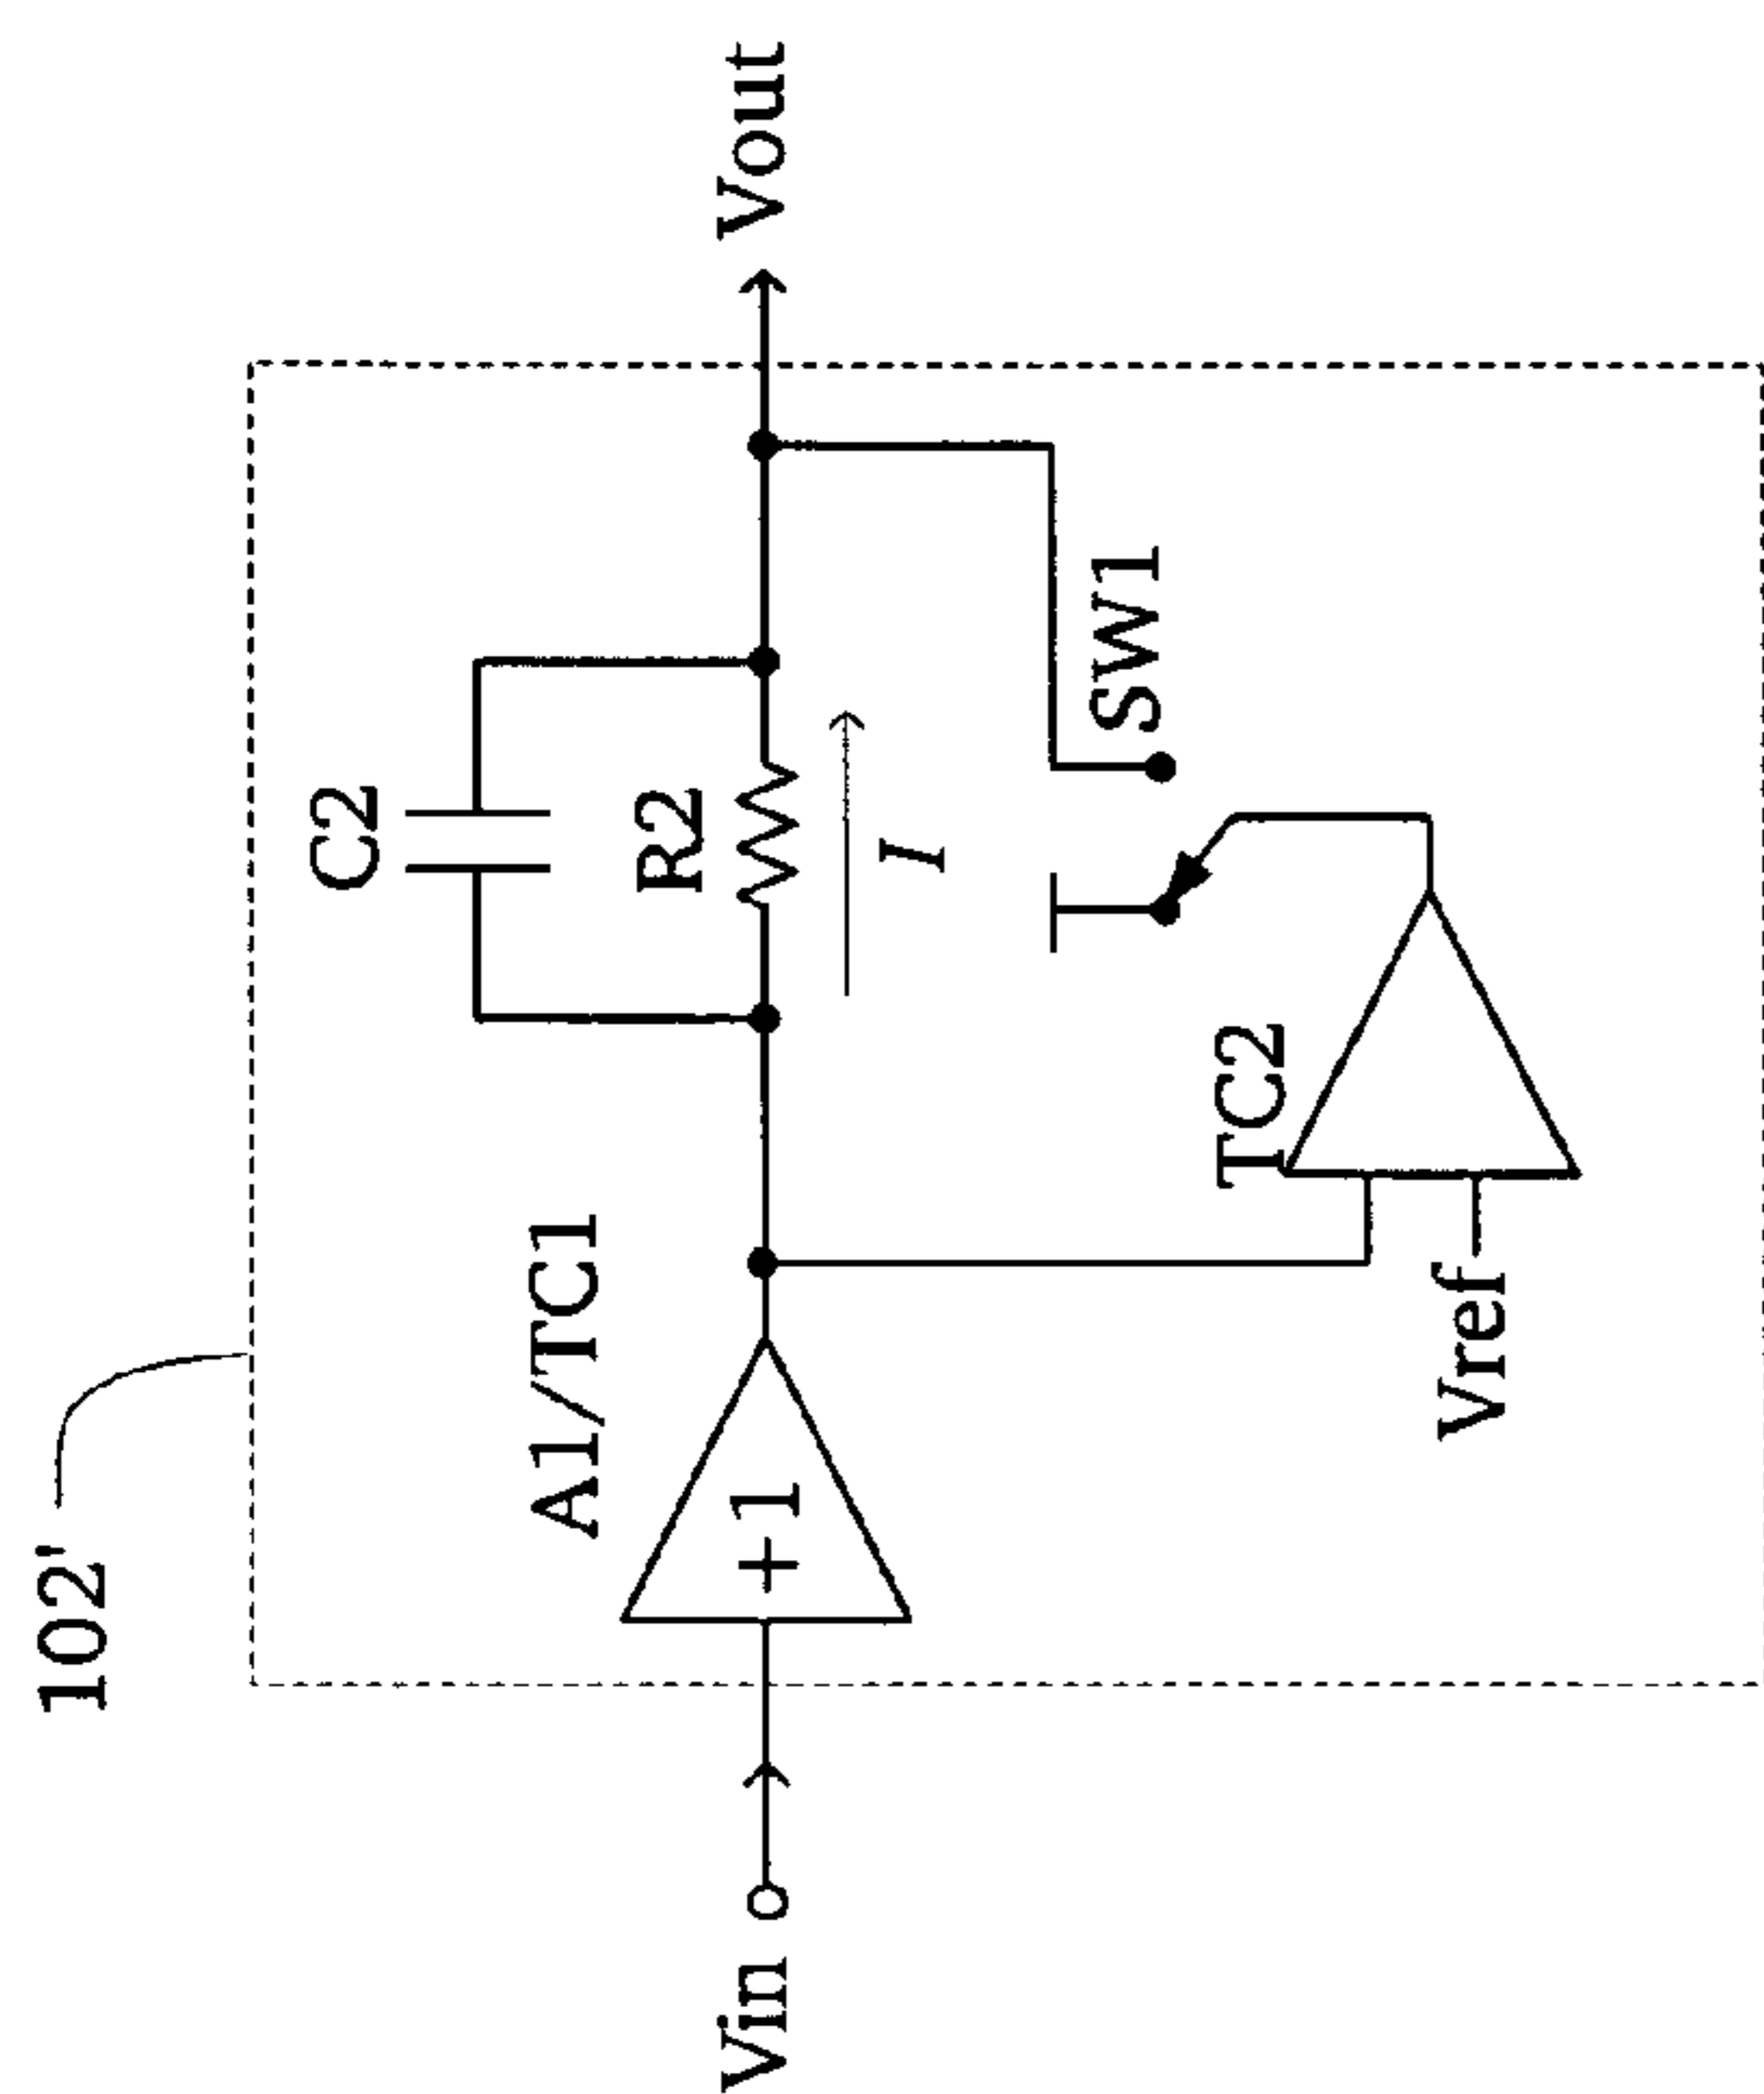 102'
C2
R2
A1/TC1
+1
I
Vin
Vout
SW1
TC2
Vref